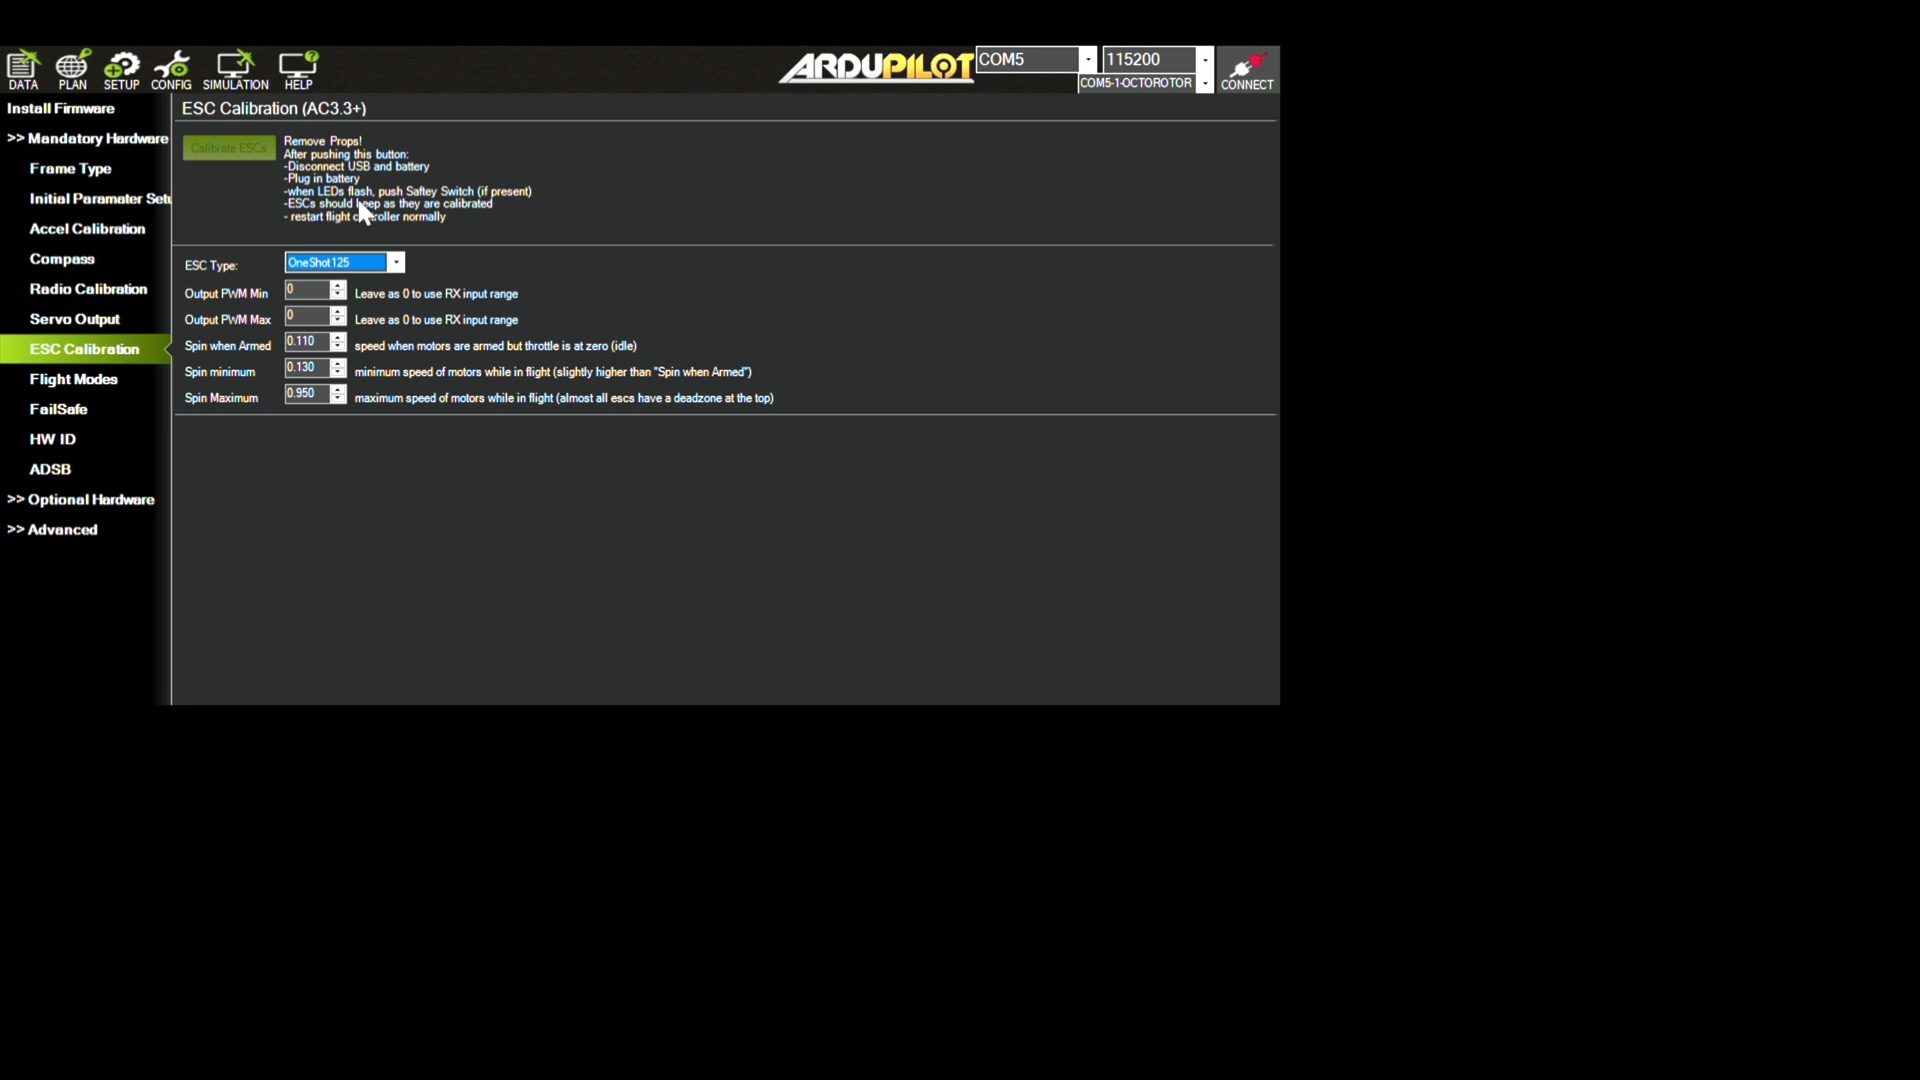 DATA PLAN SETUP CONFIG SIMULATION HELP
ARDUPILOT
COM5 115200
COM5-1-OCTOROTOR
CONNECT
Install Firmware
>> Mandatory Hardware
Frame Type
Initial Paramater Setu
Accel Calibration
Compass
Radio Calibration
Servo Output
ESC Calibration
Flight Modes
FailSafe
HW ID
ADSB
>> Optional Hardware
>> Advanced
ESC Calibration (AC3.3+)
Calibrate ESCs
Remove Props!
After pushing this button:
-Disconnect USB and battery
-Plug in battery
-when LEDs flash, push Saftey Switch (if present)
-ESCs should beep as they are calibrated
- restart flight controller normally
ESC Type: OneShot125
Output PWM Min 0 Leave as 0 to use RX input range
Output PWM Max 0 Leave as 0 to use RX input range
Spin when Armed 0.110 speed when motors are armed but throttle is at zero (idle)
Spin minimum 0.130 minimum speed of motors while in flight (slightly higher than "Spin when Armed")
Spin Maximum 0.950 maximum speed of motors while in flight (almost all escs have a deadzone at the top)